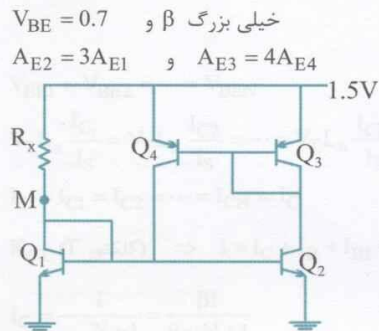 V_BE = 0.7 و β خیلی بزرگ
A_E2 = 3A_E1 و A_E3 = 4A_E4
1.5V
R_x
Q_4
Q_3
M
Q_1
Q_2